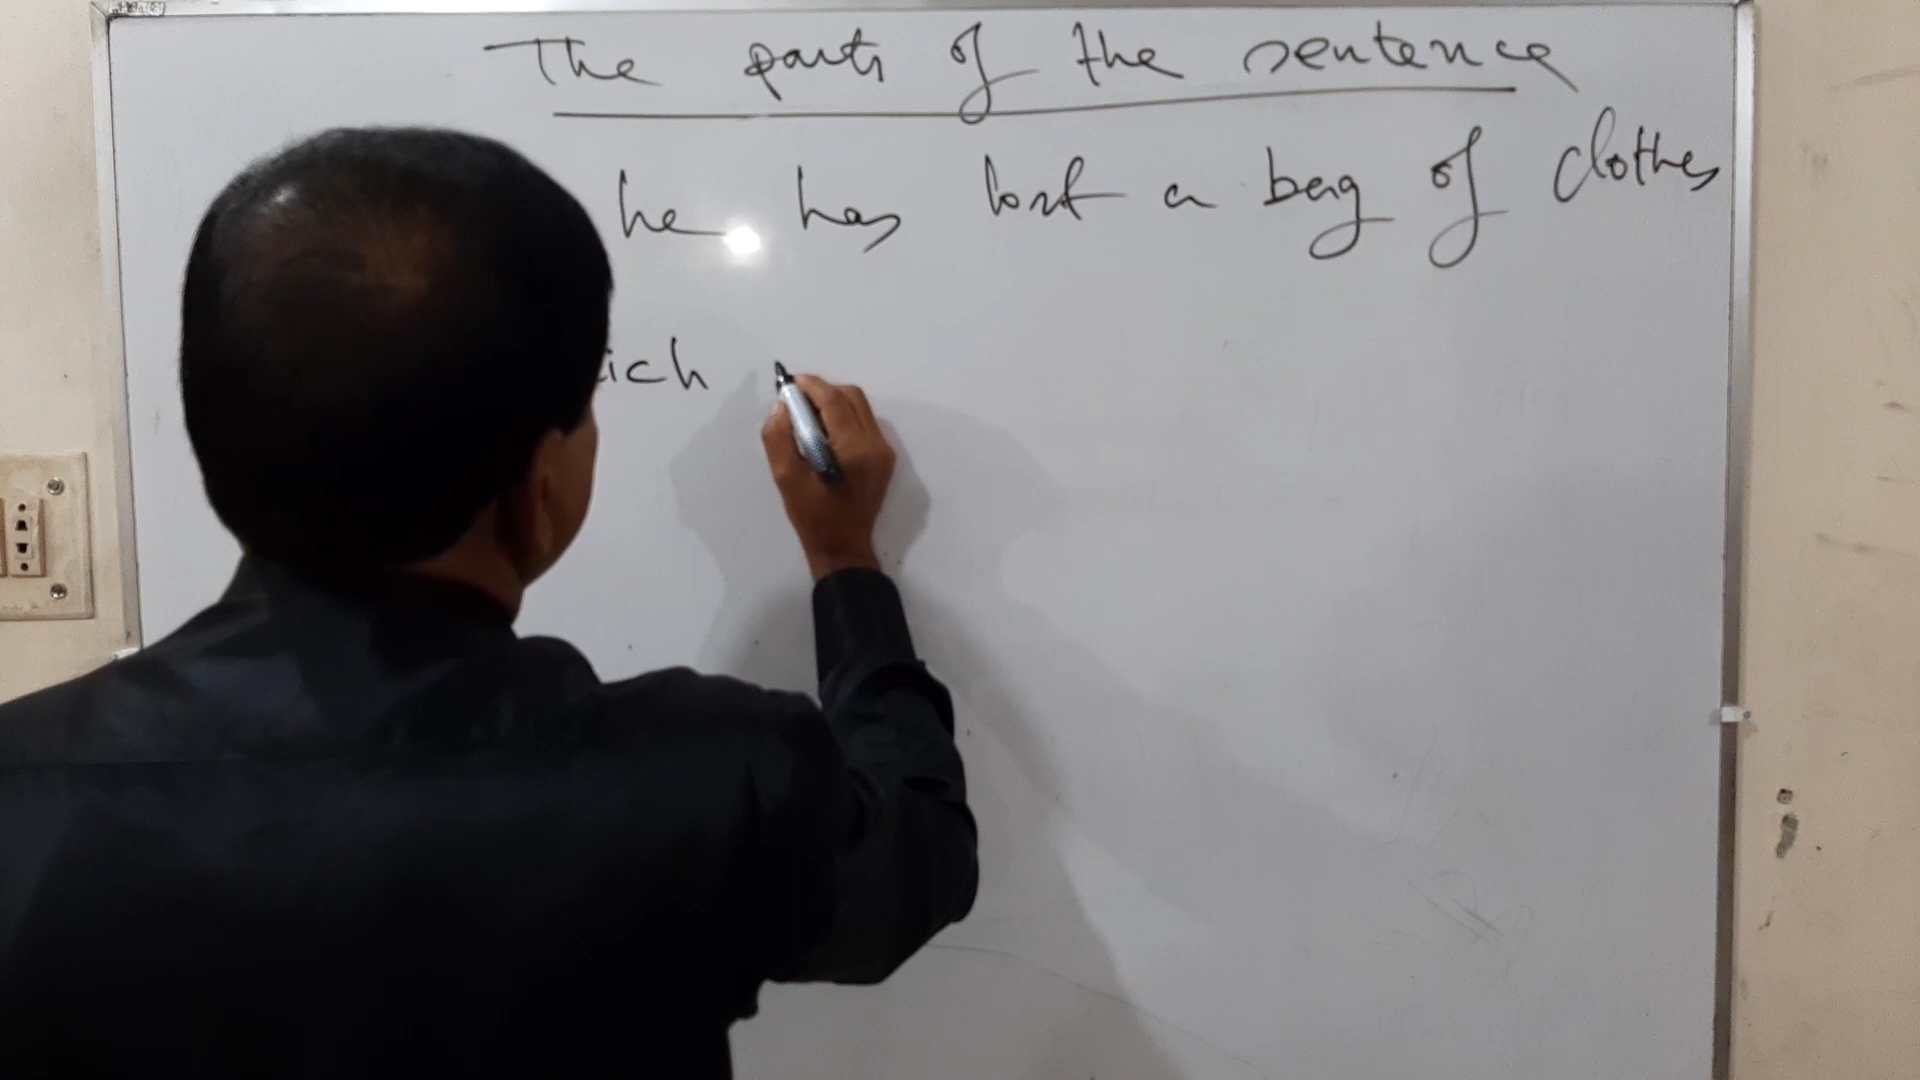 The parts of the sentence
he has lost a bag of clothes
ich